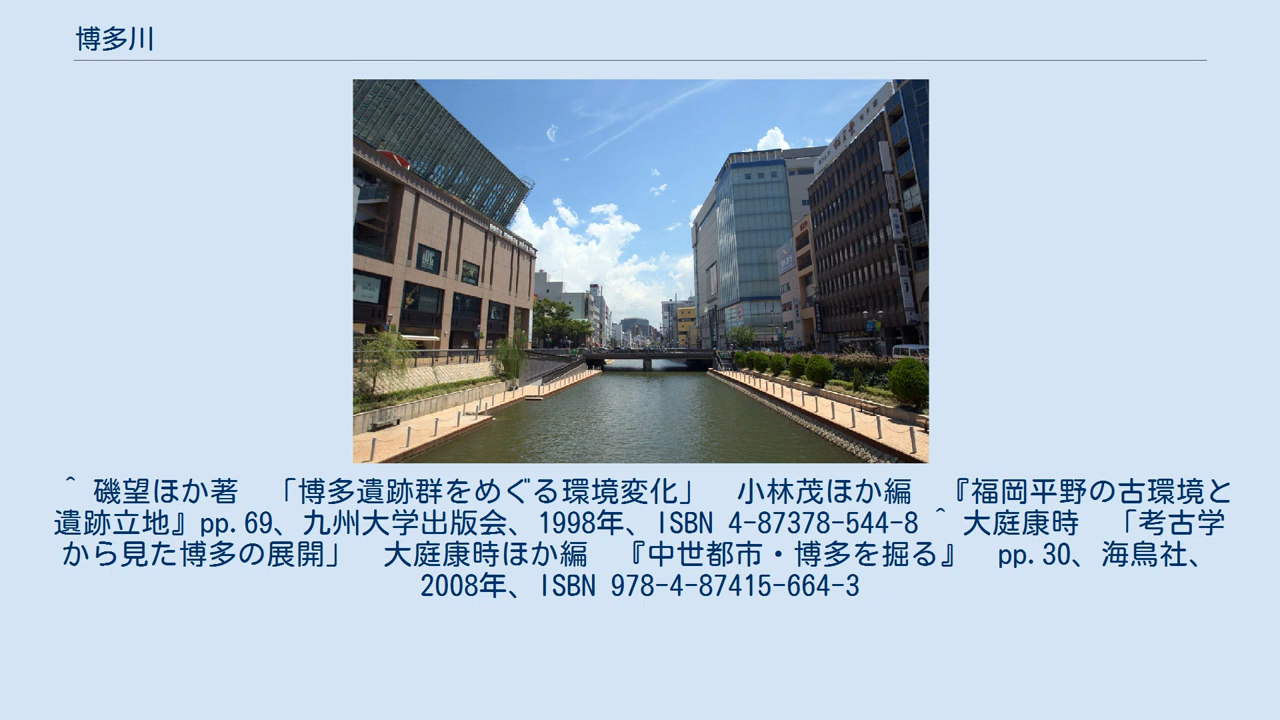 博多川
^ 磯望ほか著　「博多遺跡群をめぐる環境変化」　小林茂ほか編　『福岡平野の古環境と
遺跡立地』pp.69、九州大学出版会、1998年、ISBN 4-87378-544-8 ^ 大庭康時　「考古学
から見た博多の展開」　大庭康時ほか編　『中世都市・博多を掘る』　pp.30、海鳥社、
2008年、ISBN 978-4-87415-664-3